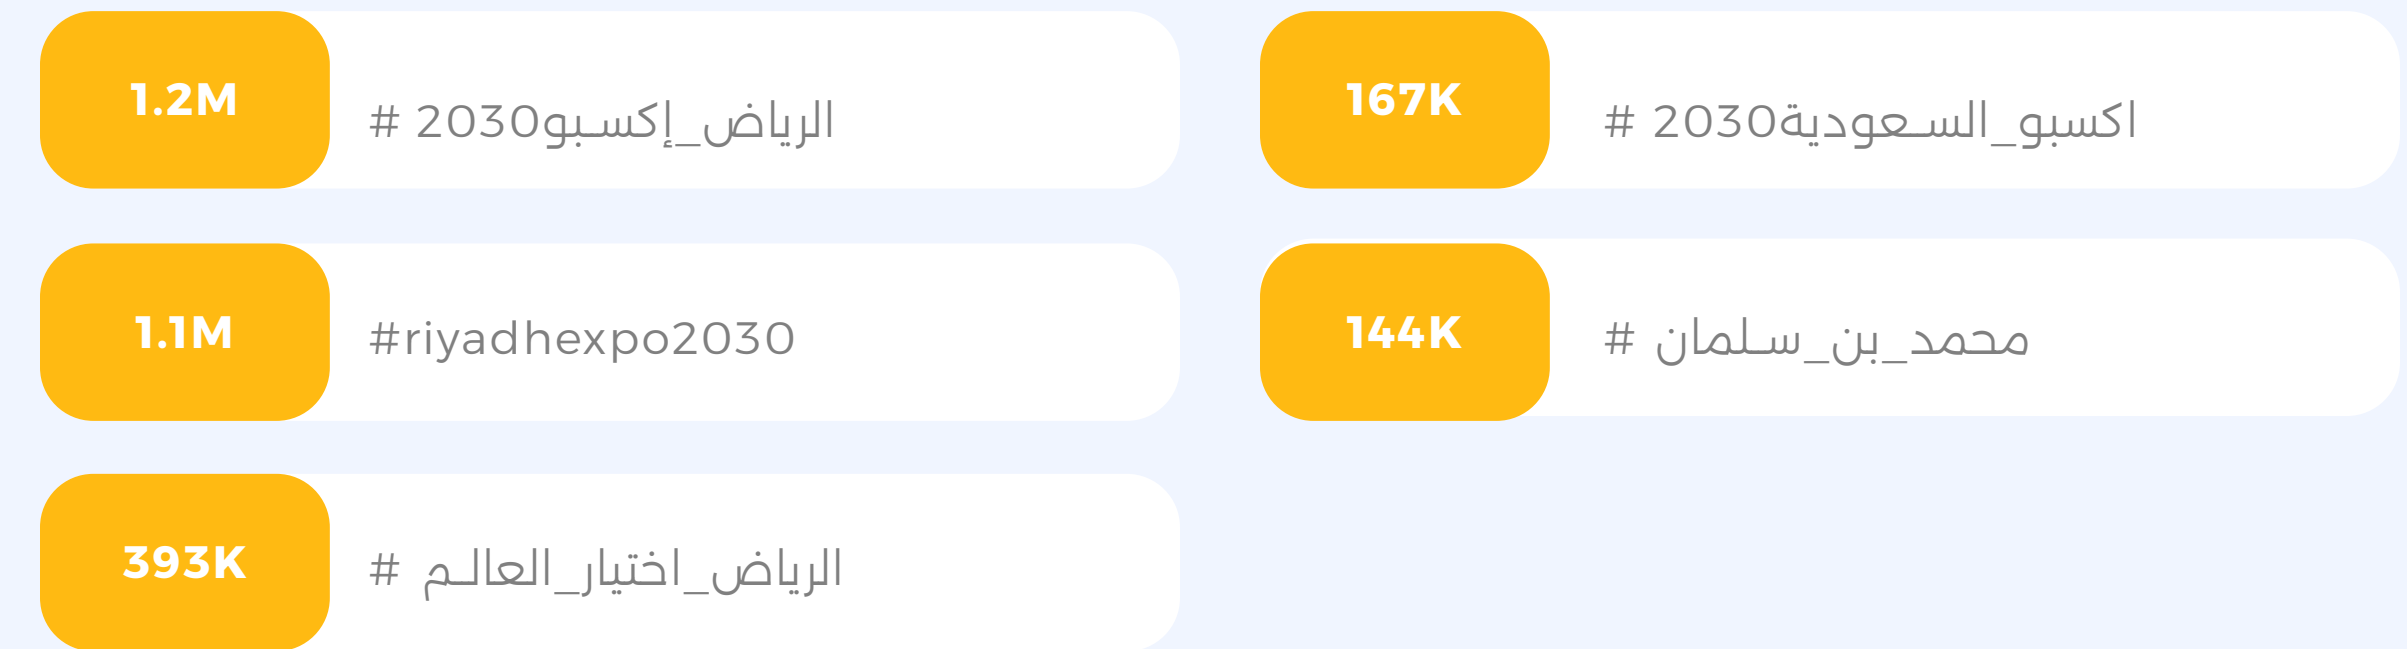 1.2M
#الرياض_إكسبو2030
1.1M
#riyadhexpo2030
393K
#الرياض_اختيار_العالم
167K
#اكسبو_السعودية2030
144K
#محمد_بن_سلمان